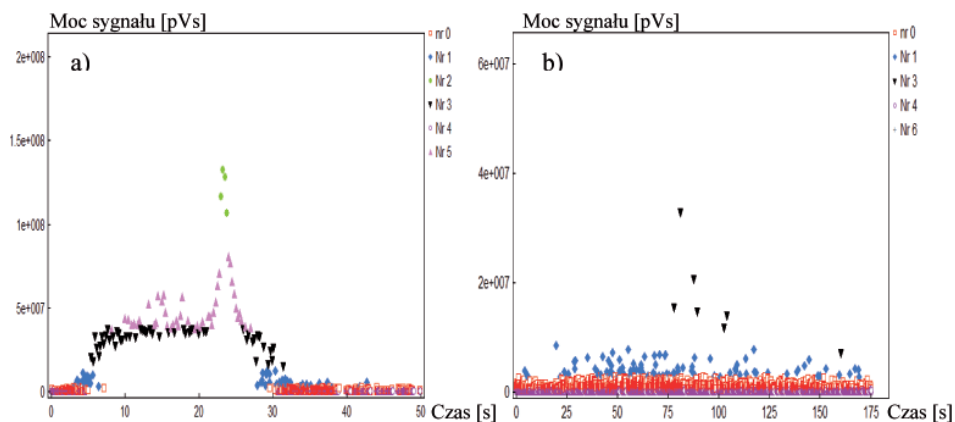 Moc sygnału [pVs]
a)
2e+008
1.5e+008
1e+008
5e+007
0
0 10 20 30 40 50
Czas [s]
nr 0
Nr 1
Nr 2
Nr 3
Nr 4
Nr 5
Moc sygnału [pVs]
b)
6e+007
4e+007
2e+007
0
0 25 50 75 100 125 150 175
Czas [s]
nr 0
Nr 1
Nr 3
Nr 4
Nr 6